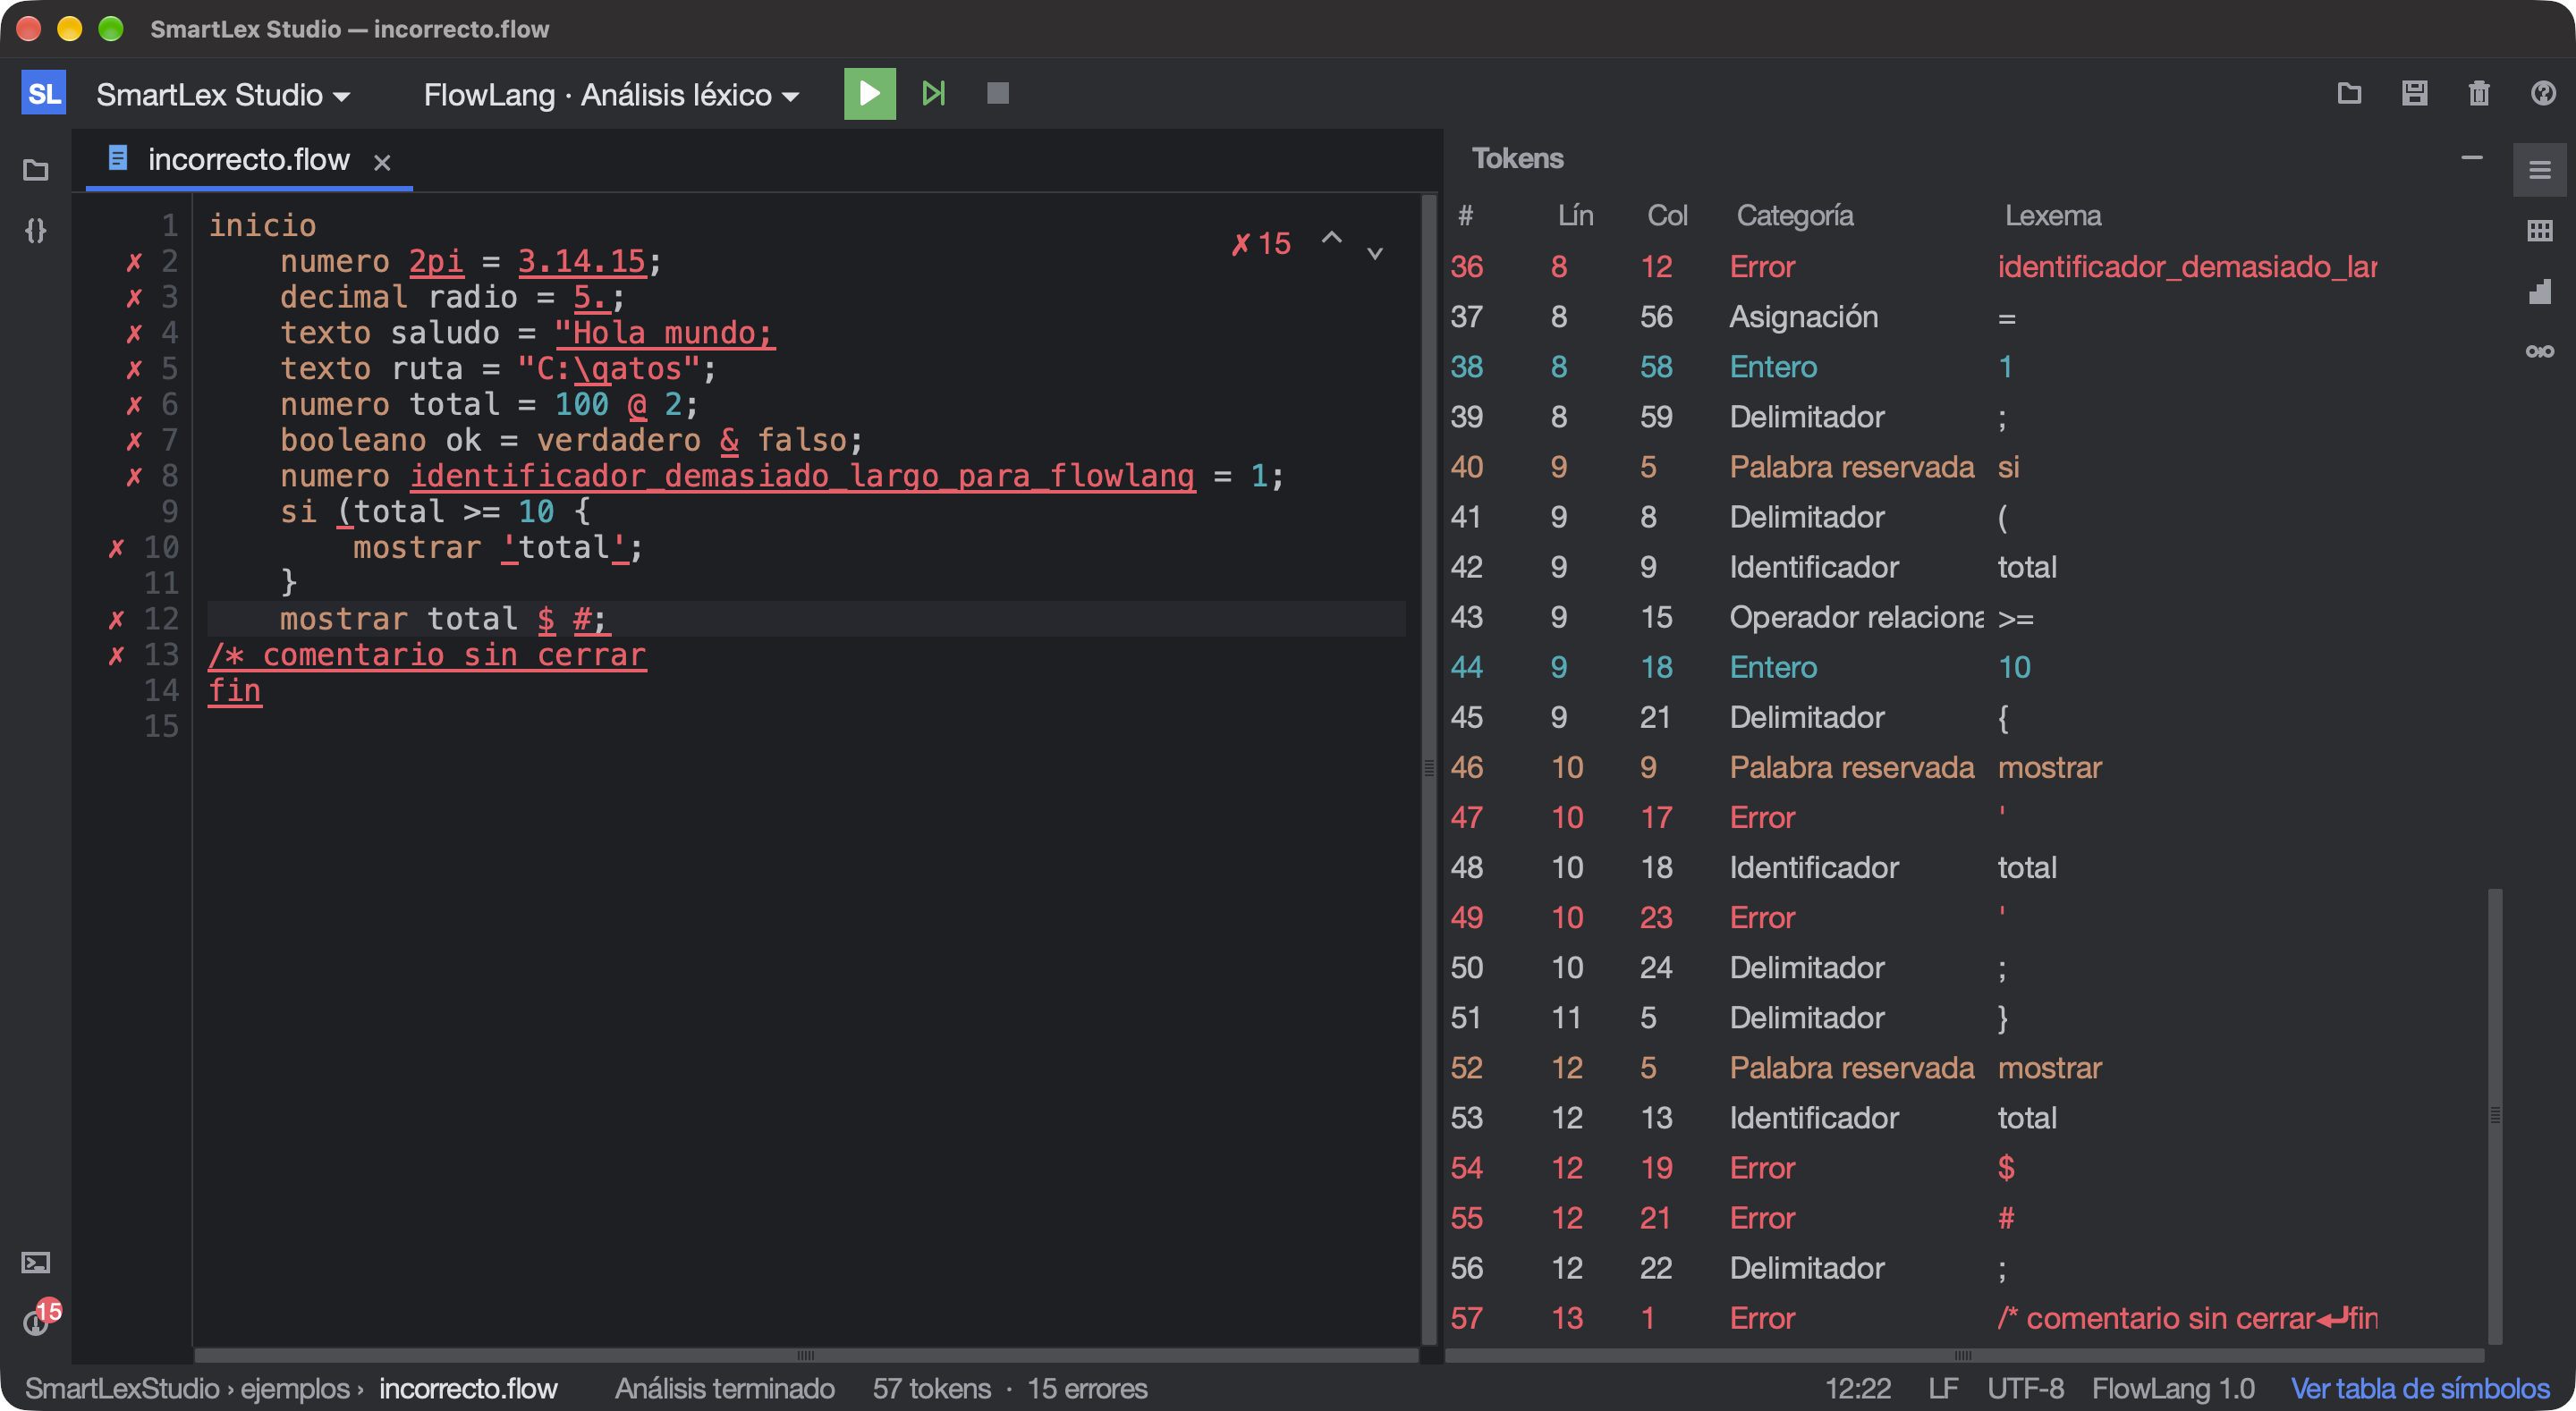 SmartLex Studio — incorrecto.flow
SL SmartLex Studio FlowLang · Análisis léxico
incorrecto.flow
✗ 15
1 inicio
✗ 2     numero 2pi = 3.14.15;
✗ 3     decimal radio = 5.;
✗ 4     texto saludo = "Hola mundo;
✗ 5     texto ruta = "C:\qatos";
✗ 6     numero total = 100 @ 2;
✗ 7     booleano ok = verdadero & falso;
✗ 8     numero identificador_demasiado_largo_para_flowlang = 1;
9     si (total >= 10 {
✗ 10         mostrar 'total';
11     }
✗ 12     mostrar total $ #;
✗ 13 /* comentario sin cerrar
14 fin
15
Tokens
# Lín Col Categoría Lexema
36 8 12 Error identificador_demasiado_lar
37 8 56 Asignación =
38 8 58 Entero 1
39 8 59 Delimitador ;
40 9 5 Palabra reservada si
41 9 8 Delimitador (
42 9 9 Identificador total
43 9 15 Operador relaciona >=
44 9 18 Entero 10
45 9 21 Delimitador {
46 10 9 Palabra reservada mostrar
47 10 17 Error '
48 10 18 Identificador total
49 10 23 Error '
50 10 24 Delimitador ;
51 11 5 Delimitador }
52 12 5 Palabra reservada mostrar
53 12 13 Identificador total
54 12 19 Error $
55 12 21 Error #
56 12 22 Delimitador ;
57 13 1 Error /* comentario sin cerrar↵fin
15
SmartLexStudio › ejemplos › incorrecto.flow Análisis terminado 57 tokens · 15 errores 12:22 LF UTF-8 FlowLang 1.0 Ver tabla de símbolos